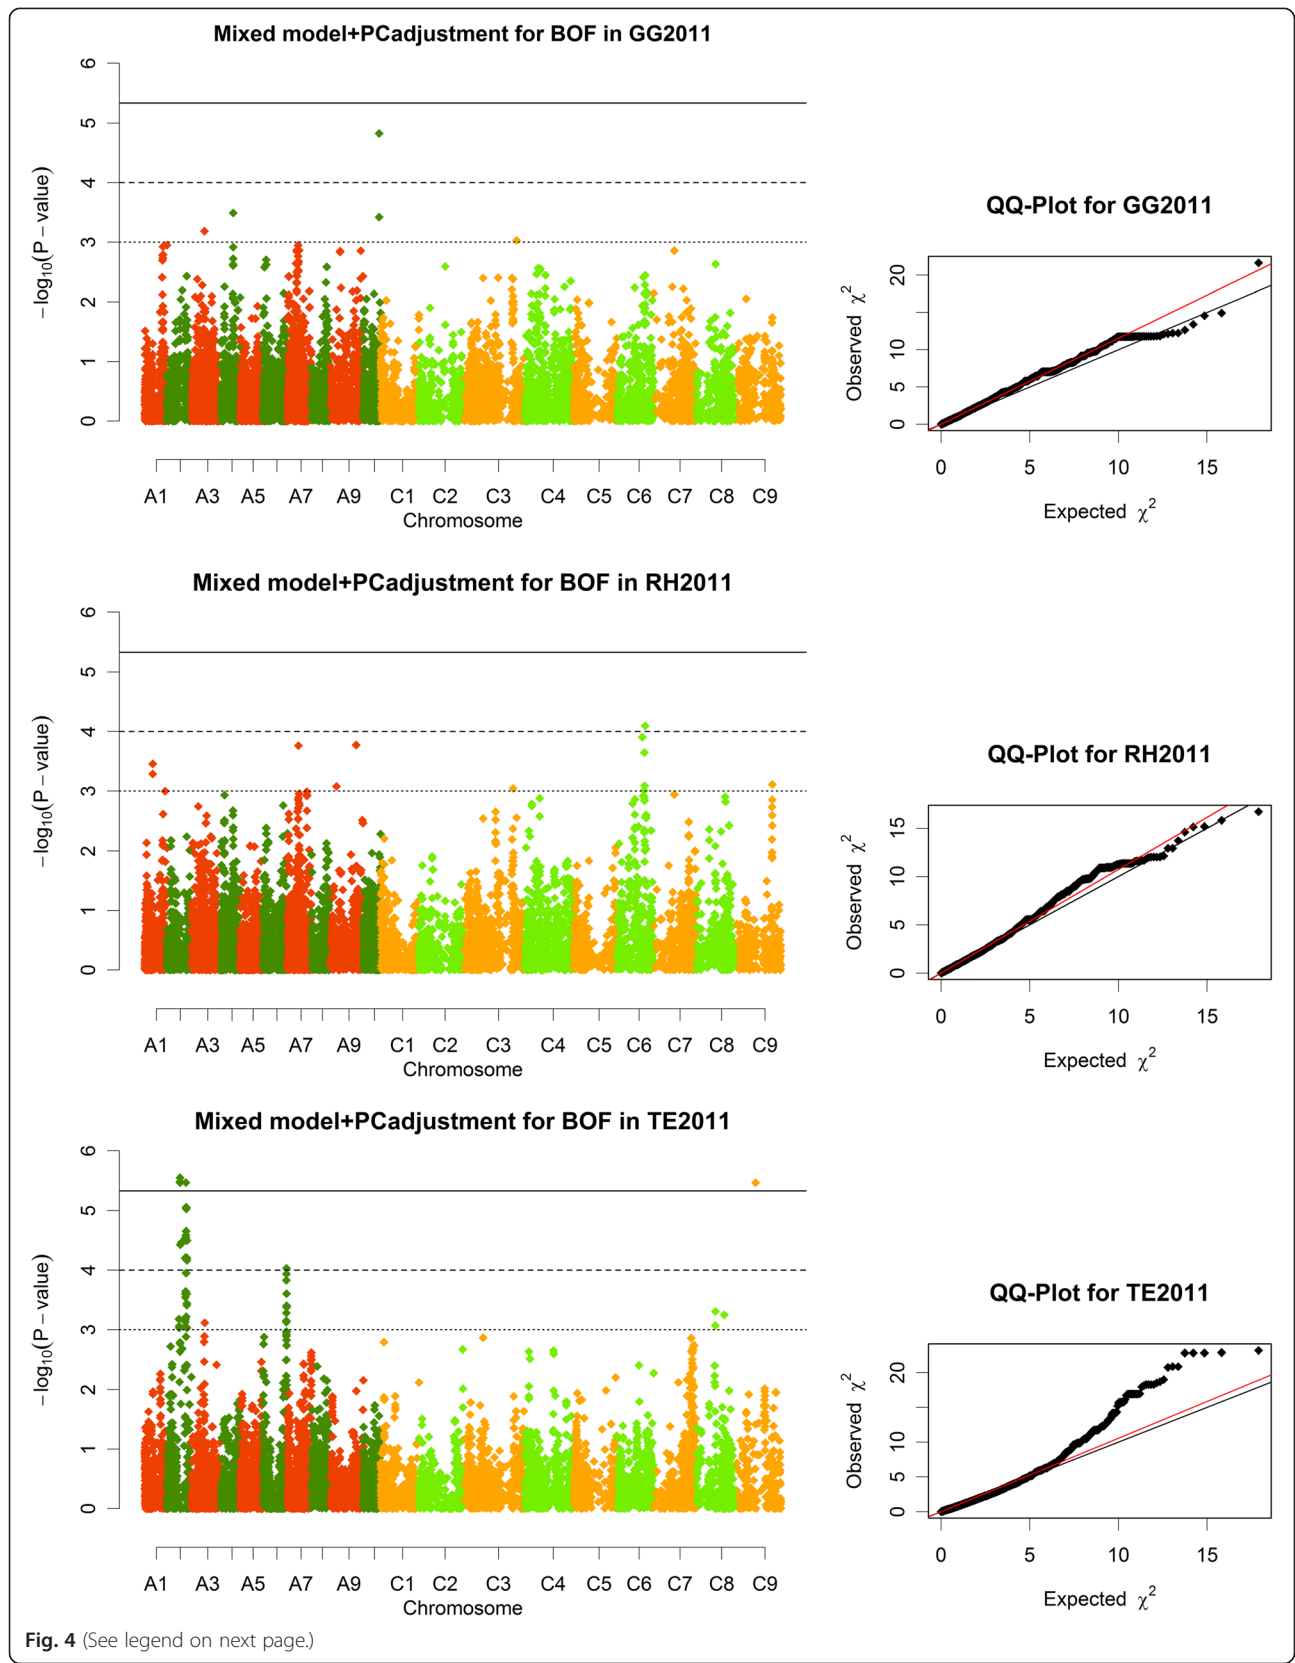 Mixed model+PCadjustment for BOF in GG2011
6
5
4
3
2
1
0
−log10(P − value)
A1 A3 A5 A7 A9 C1 C2 C3 C4 C5 C6 C7 C8 C9
Chromosome
QQ-Plot for GG2011
20
10
5
0
Observed χ2
0 5 10 15
Expected χ2
Mixed model+PCadjustment for BOF in RH2011
6
5
4
3
2
1
0
−log10(P − value)
A1 A3 A5 A7 A9 C1 C2 C3 C4 C5 C6 C7 C8 C9
Chromosome
QQ-Plot for RH2011
15
10
5
0
Observed χ2
0 5 10 15
Expected χ2
Mixed model+PCadjustment for BOF in TE2011
6
5
4
3
2
1
0
−log10(P − value)
A1 A3 A5 A7 A9 C1 C2 C3 C4 C5 C6 C7 C8 C9
Chromosome
QQ-Plot for TE2011
20
10
5
0
Observed χ2
0 5 10 15
Expected χ2
Fig. 4 (See legend on next page.)